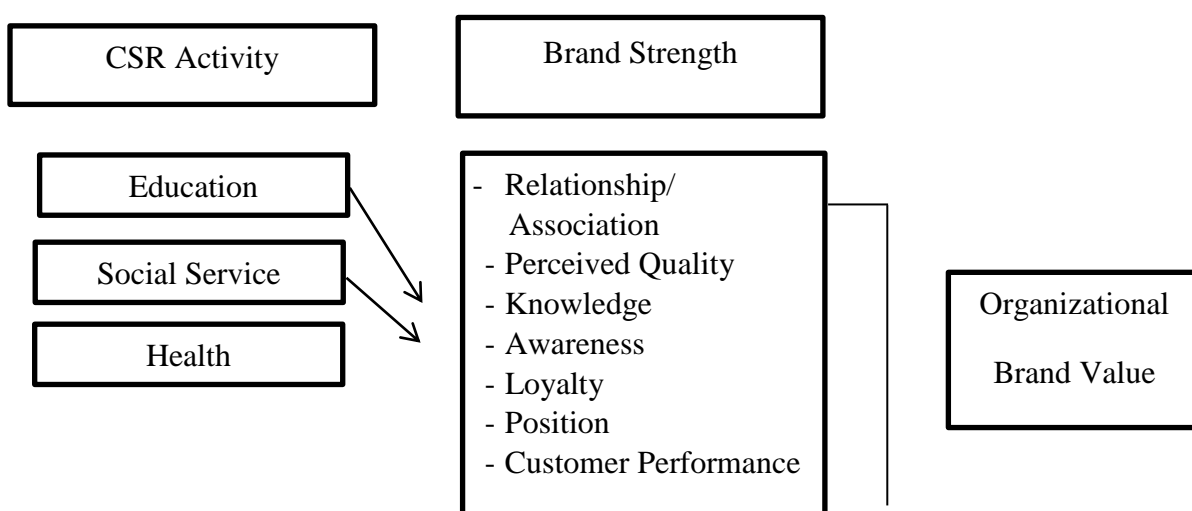 CSR Activity
Brand Strength
Education
Social Service
Health
- Relationship/
Association
- Perceived Quality
- Knowledge
- Awareness
- Loyalty
- Position
- Customer Performance
Organizational
Brand Value